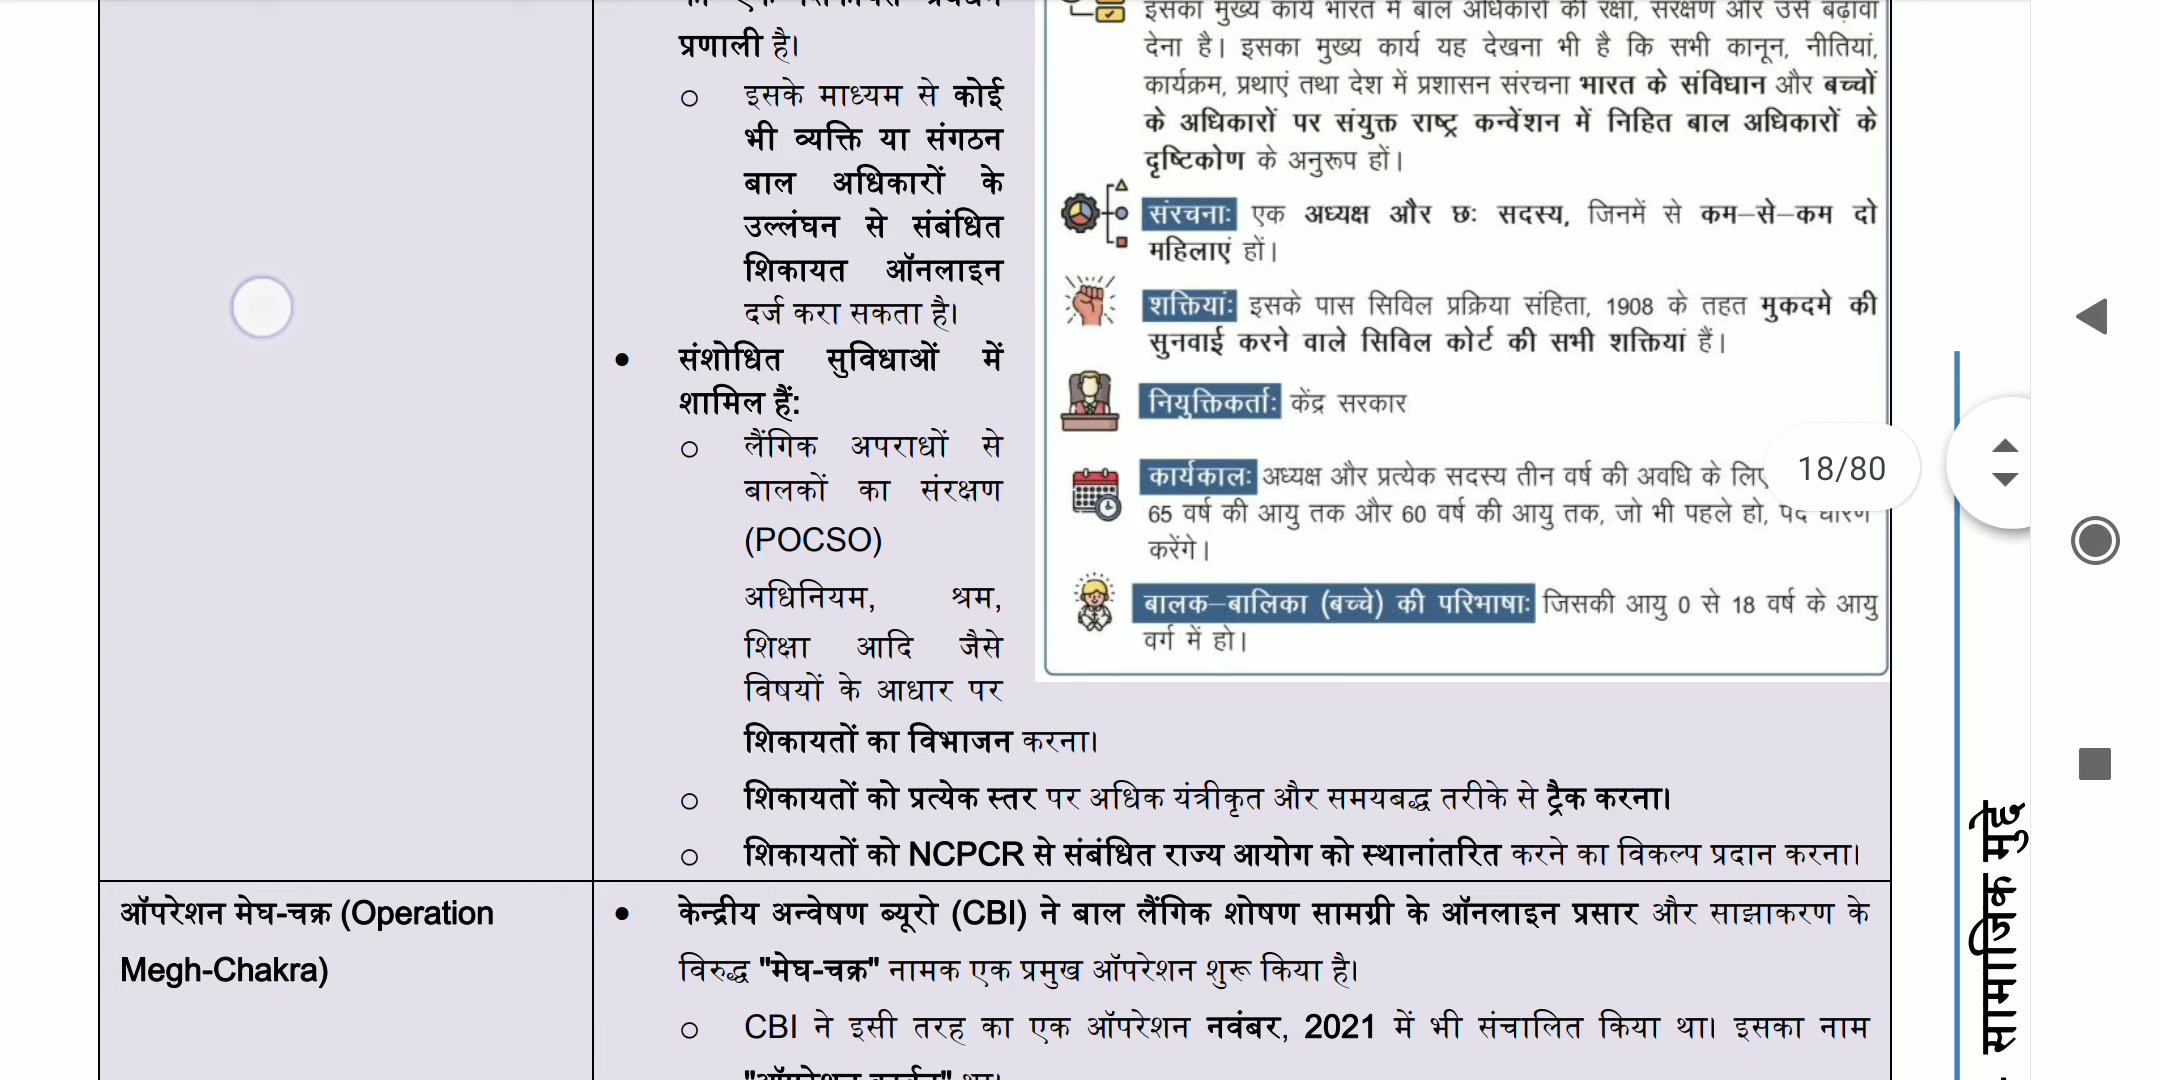 प्रणाली है।
○ इसके माध्यम से कोई
भी व्यक्ति या संगठन
बाल अधिकारों के
उल्लंघन से संबंधित
शिकायत ऑनलाइन
दर्ज करा सकता है।
● संशोधित सुविधाओं में
शामिल हैं:
○ लैंगिक अपराधों से
बालकों का संरक्षण
(POCSO)
अधिनियम, श्रम,
शिक्षा आदि जैसे
विषयों के आधार पर
शिकायतों का विभाजन करना।
○ शिकायतों को प्रत्येक स्तर पर अधिक यंत्रीकृत और समयबद्ध तरीके से ट्रैक करना।
○ शिकायतों को NCPCR से संबंधित राज्य आयोग को स्थानांतरित करने का विकल्प प्रदान करना।
इसका मुख्य कार्य भारत में बाल अधिकारों की रक्षा, संरक्षण और उसे बढ़ावा
देना है। इसका मुख्य कार्य यह देखना भी है कि सभी कानून, नीतियां,
कार्यक्रम, प्रथाएं तथा देश में प्रशासन संरचना भारत के संविधान और बच्चों
के अधिकारों पर संयुक्त राष्ट्र कन्वेंशन में निहित बाल अधिकारों के
दृष्टिकोण के अनुरूप हों।
संरचनाः एक अध्यक्ष और छः सदस्य, जिनमें से कम–से–कम दो
महिलाएं हों।
शक्तियांः इसके पास सिविल प्रक्रिया संहिता, 1908 के तहत मुकदमे की
सुनवाई करने वाले सिविल कोर्ट की सभी शक्तियां हैं।
नियुक्तिकर्ताः केंद्र सरकार
कार्यकालः अध्यक्ष और प्रत्येक सदस्य तीन वर्ष की अवधि के लिए
65 वर्ष की आयु तक और 60 वर्ष की आयु तक, जो भी पहले हो, पद धारण
करेंगे।
बालक–बालिका (बच्चे) की परिभाषाः जिसकी आयु 0 से 18 वर्ष के आयु
वर्ग में हो।
18/80
ऑपरेशन मेघ-चक्र (Operation
Megh-Chakra)
● केन्द्रीय अन्वेषण ब्यूरो (CBI) ने बाल लैंगिक शोषण सामग्री के ऑनलाइन प्रसार और साझाकरण के
विरुद्ध "मेघ-चक्र" नामक एक प्रमुख ऑपरेशन शुरू किया है।
○ CBI ने इसी तरह का एक ऑपरेशन नवंबर, 2021 में भी संचालित किया था। इसका नाम
सामाजिक मुद्दे